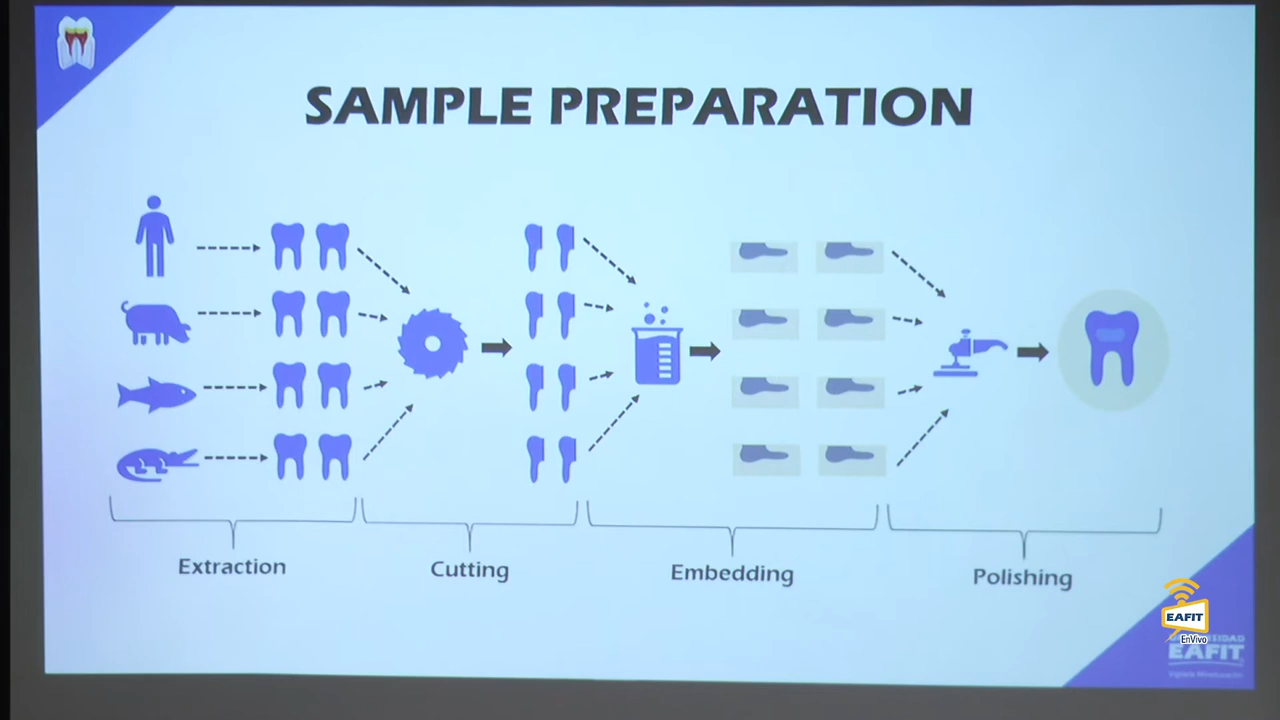 SAMPLE PREPARATION
Extraction
Cutting
Embedding
Polishing
EAFIT
EnVivo
EAFIT